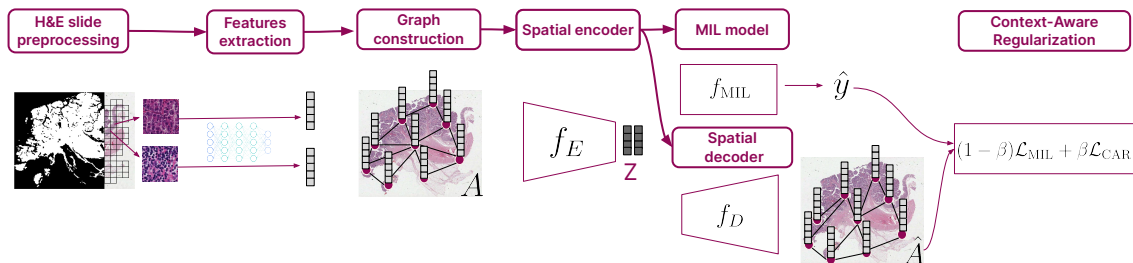 H&E slide
preprocessing
Features
extraction
Graph
construction
Spatial encoder
MIL model
Context-Aware
Regularization
f_MIL
ŷ
f_E
Z
Spatial
decoder
f_D
A
Â
(1 − β)ℒ_MIL + βℒ_CAR